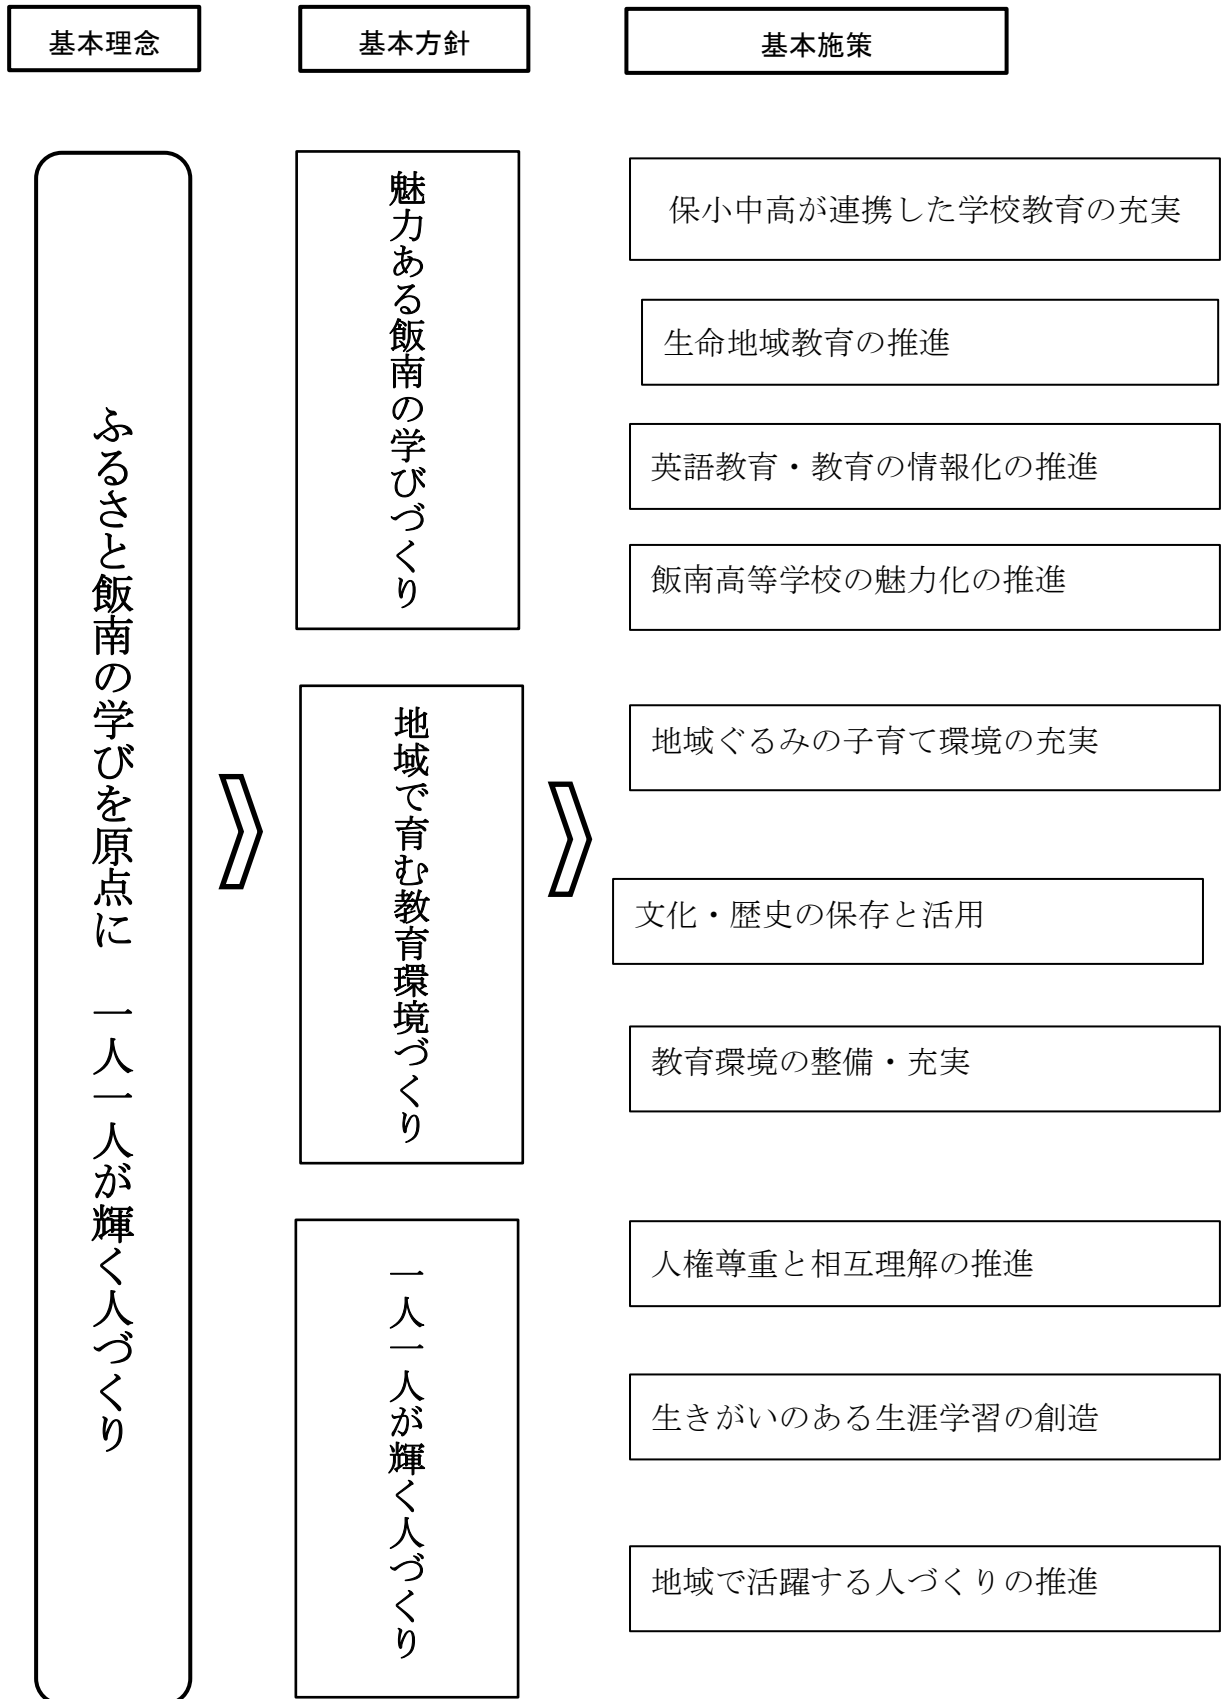 基本理念
基本方針
基本施策
ふるさと飯南の学びを原点に　一人一人が輝く人づくり
魅力ある飯南の学びづくり
保小中高が連携した学校教育の充実
生命地域教育の推進
英語教育・教育の情報化の推進
飯南高等学校の魅力化の推進
地域で育む教育環境づくり
地域ぐるみの子育て環境の充実
文化・歴史の保存と活用
教育環境の整備・充実
一人一人が輝く人づくり
人権尊重と相互理解の推進
生きがいのある生涯学習の創造
地域で活躍する人づくりの推進